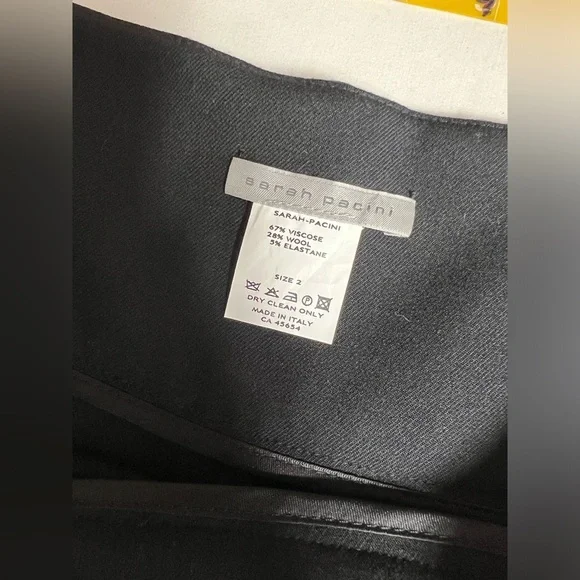 sarah pacini
SARAH-PACINI
67% VISCOSE
28% WOOL
5% ELASTANE
SIZE 2
DRY CLEAN ONLY
MADE IN ITALY
CA 45654